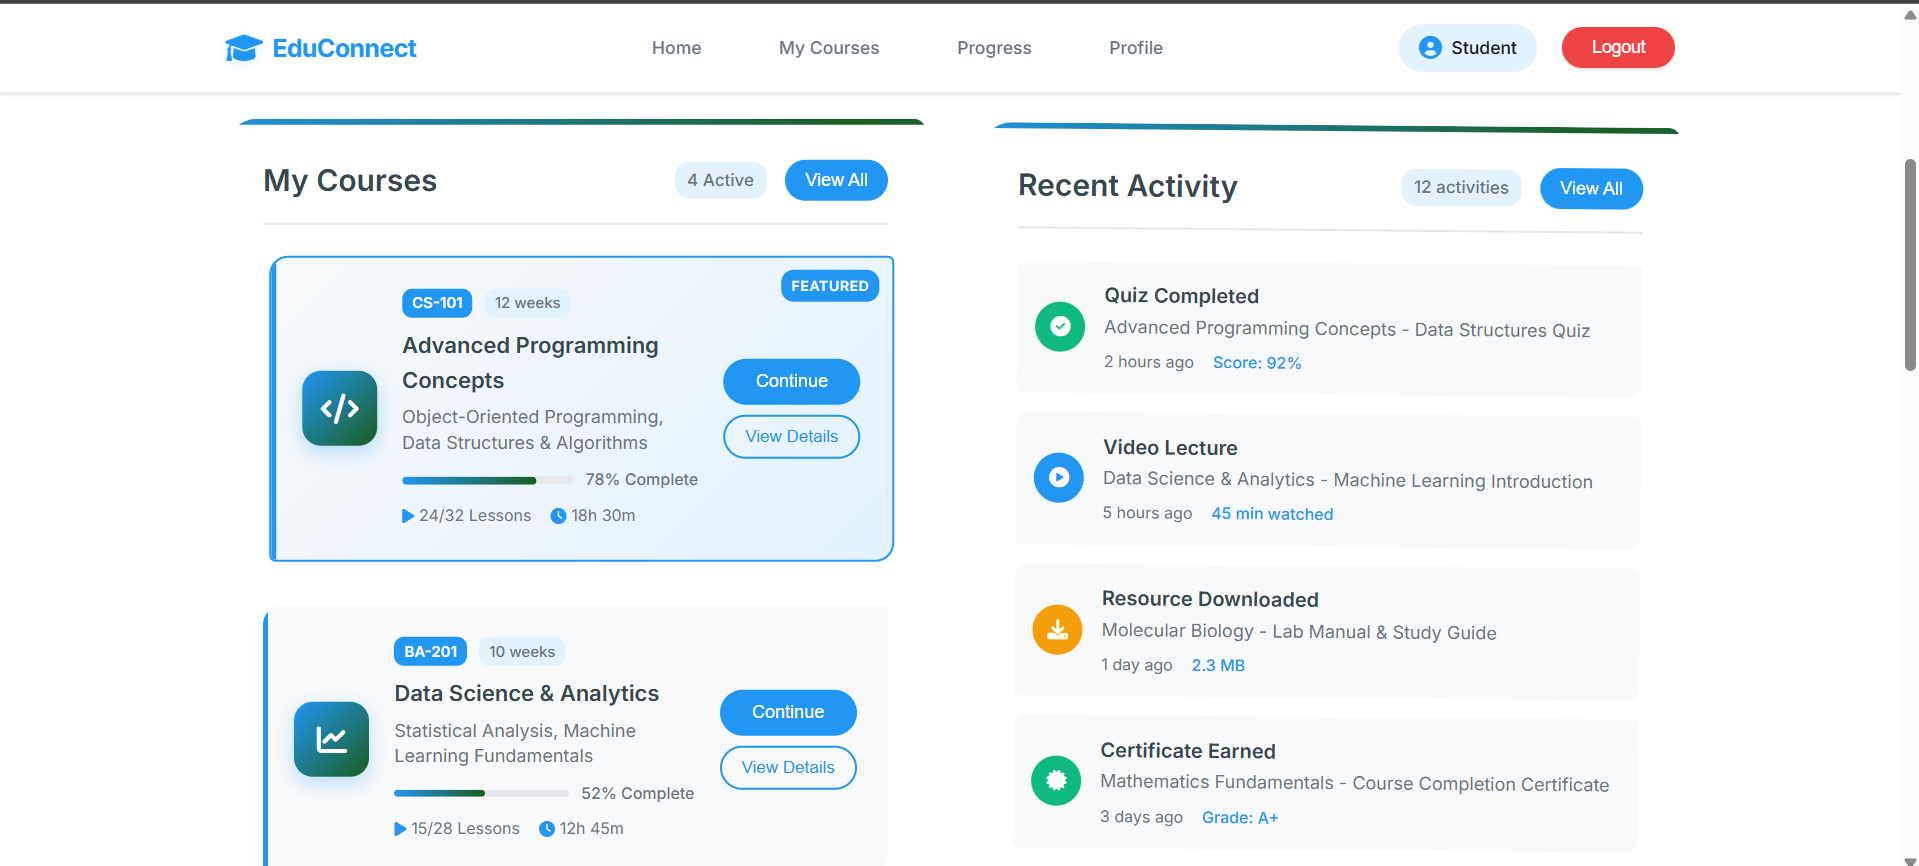 EduConnect
Home
My Courses
Progress
Profile
Student
Logout
My Courses
4 Active
View All
FEATURED
CS-101
12 weeks
Advanced Programming
Concepts
Object-Oriented Programming,
Data Structures & Algorithms
78% Complete
24/32 Lessons
18h 30m
Continue
View Details
BA-201
10 weeks
Data Science & Analytics
Statistical Analysis, Machine
Learning Fundamentals
52% Complete
15/28 Lessons
12h 45m
Continue
View Details
Recent Activity
12 activities
View All
Quiz Completed
Advanced Programming Concepts - Data Structures Quiz
2 hours ago
Score: 92%
Video Lecture
Data Science & Analytics - Machine Learning Introduction
5 hours ago
45 min watched
Resource Downloaded
Molecular Biology - Lab Manual & Study Guide
1 day ago
2.3 MB
Certificate Earned
Mathematics Fundamentals - Course Completion Certificate
3 days ago
Grade: A+